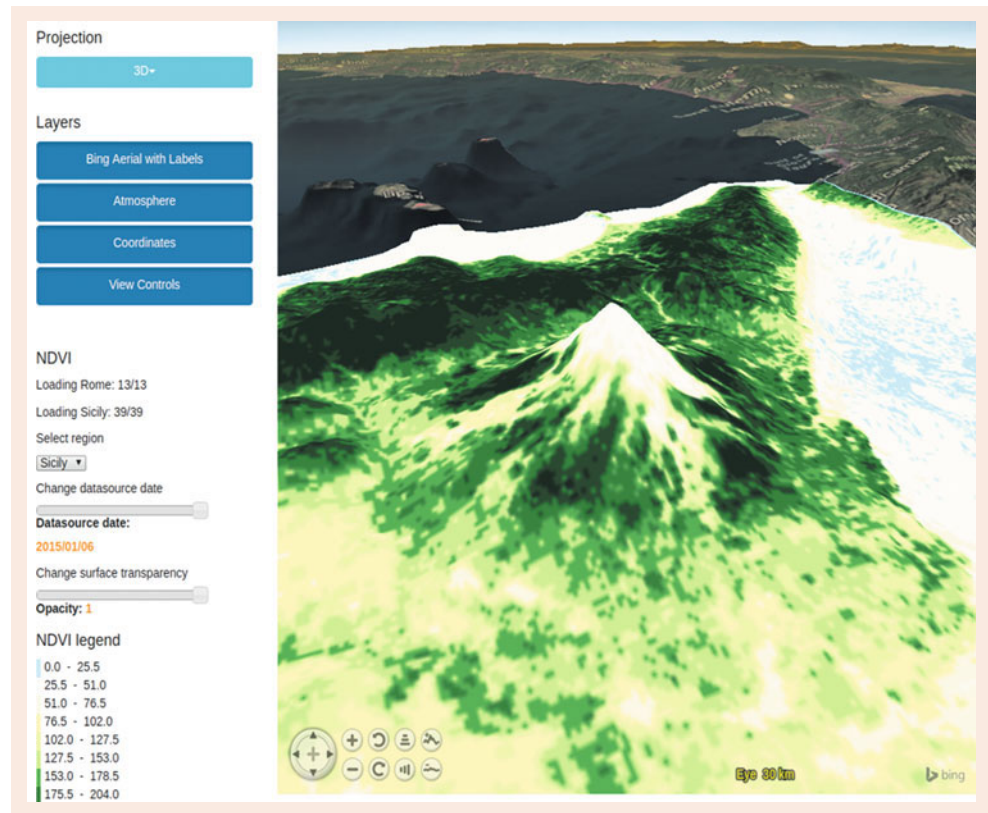 Projection
3D
Layers
Bing Aerial with Labels
Atmosphere
Coordinates
View Controls
NDVI
Loading Rome: 13/13
Loading Sicily: 39/39
Select region
Sicily
Change datasource date
Datasource date:
2015/01/06
Change surface transparency
Opacity: 1
NDVI legend
0.0 - 25.5
25.5 - 51.0
51.0 - 76.5
76.5 - 102.0
102.0 - 127.5
127.5 - 153.0
153.0 - 178.5
175.5 - 204.0
Eye 30 km
bing